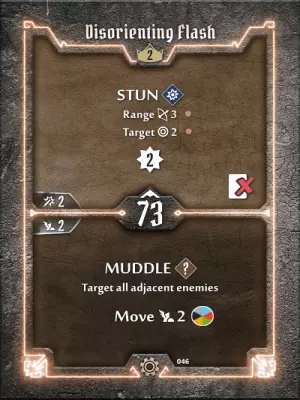 Disorienting Flash
2
STUN
Range 3
Target 2
2
2
73
2
MUDDLE ?
Target all adjacent enemies
Move 2
046